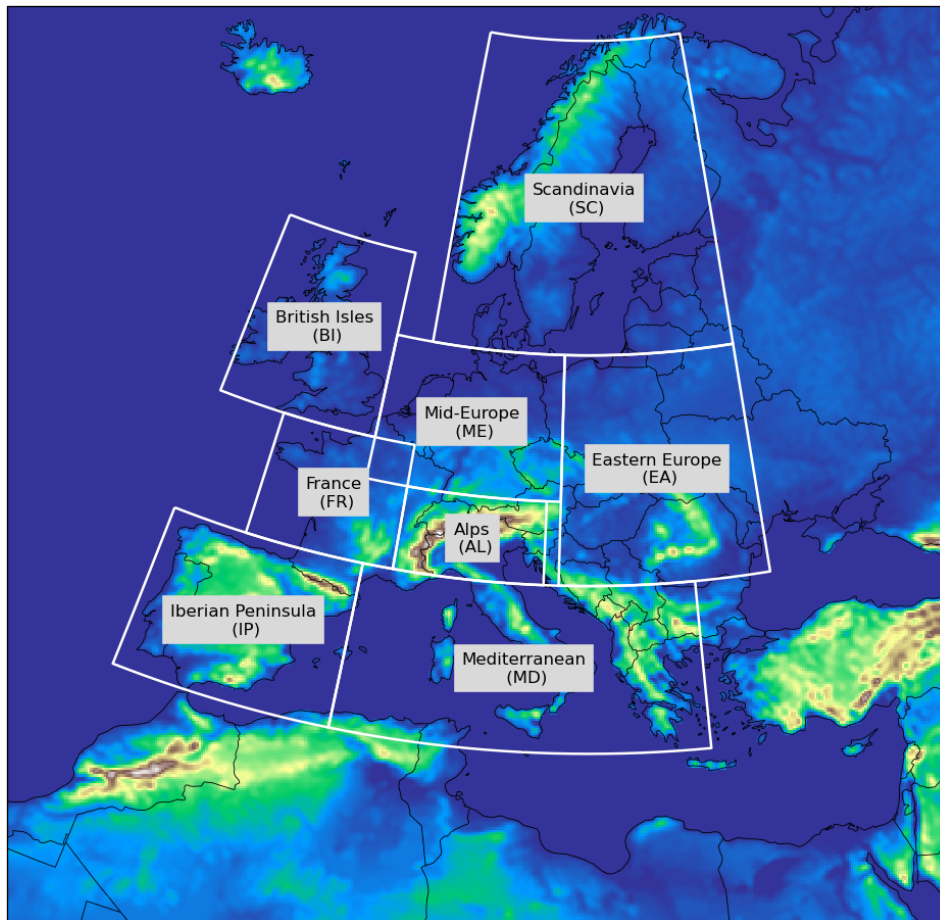 Scandinavia
(SC)
British Isles
(BI)
Mid-Europe
(ME)
Eastern Europe
(EA)
France
(FR)
Alps
(AL)
Iberian Peninsula
(IP)
Mediterranean
(MD)